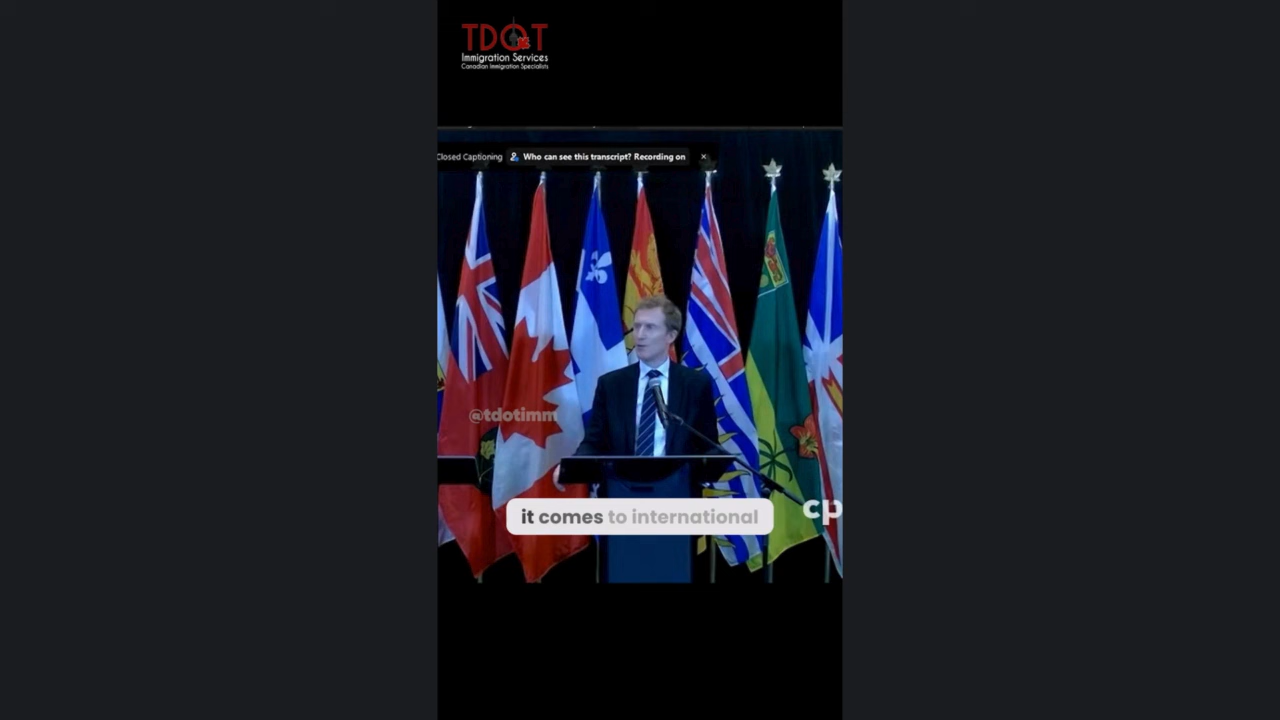 TDOT
Immigration Services
Canadian Immigration Specialists
Closed Captioning
Who can see this transcript? Recording on
@tdotimm
it comes to international
cp